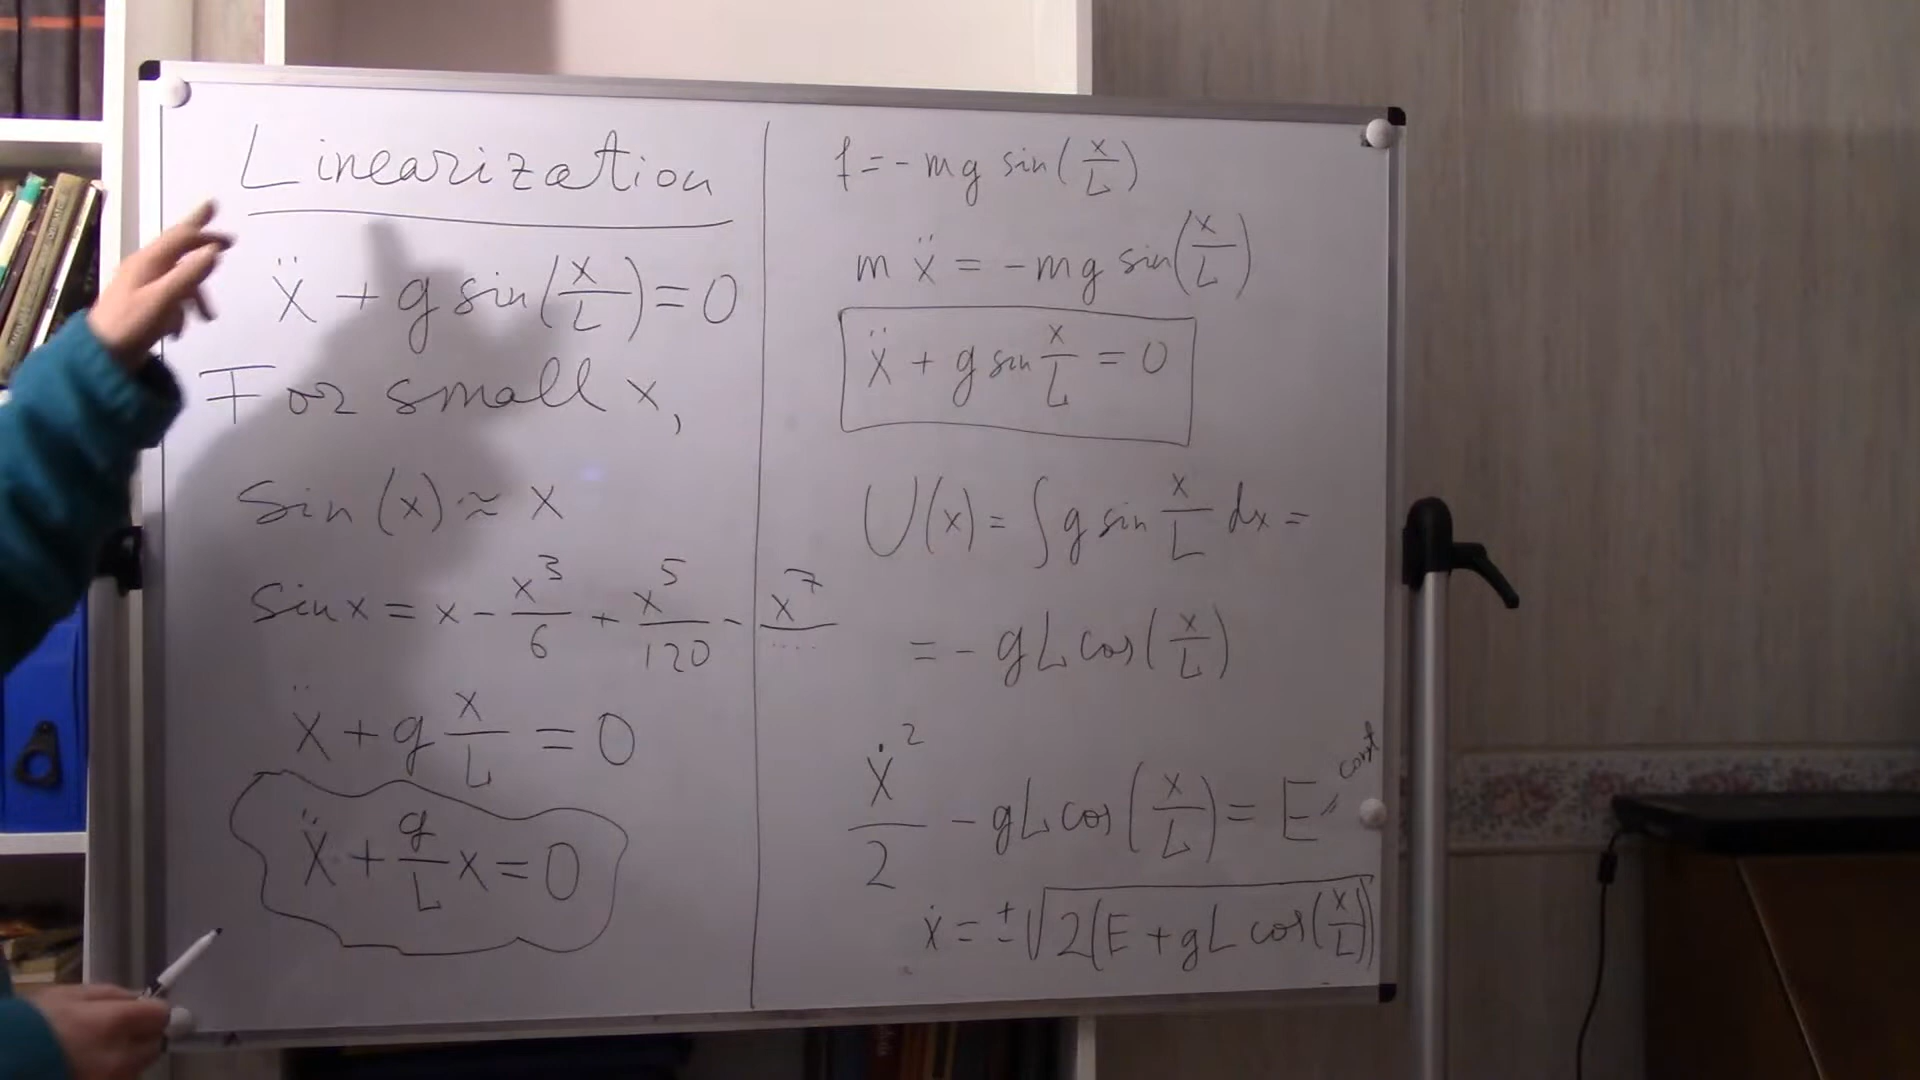 Linearization
ẍ + g sin(x/L) = 0
For small x,
Sin (x) ≈ x
Sin x = x - x³/6 + x⁵/120 - x⁷/....
ẍ + g x/L = 0
ẍ + g/L x = 0
f = - mg sin(x/L)
m ẍ = - mg sin(x/L)
ẍ + g sin x/L = 0
U(x) = ∫ g sin x/L dx =
= - gL cos(x/L)
ẋ²/2 - gL cos(x/L) = E const
ẋ = ± √2(E + gL cos(x/L))